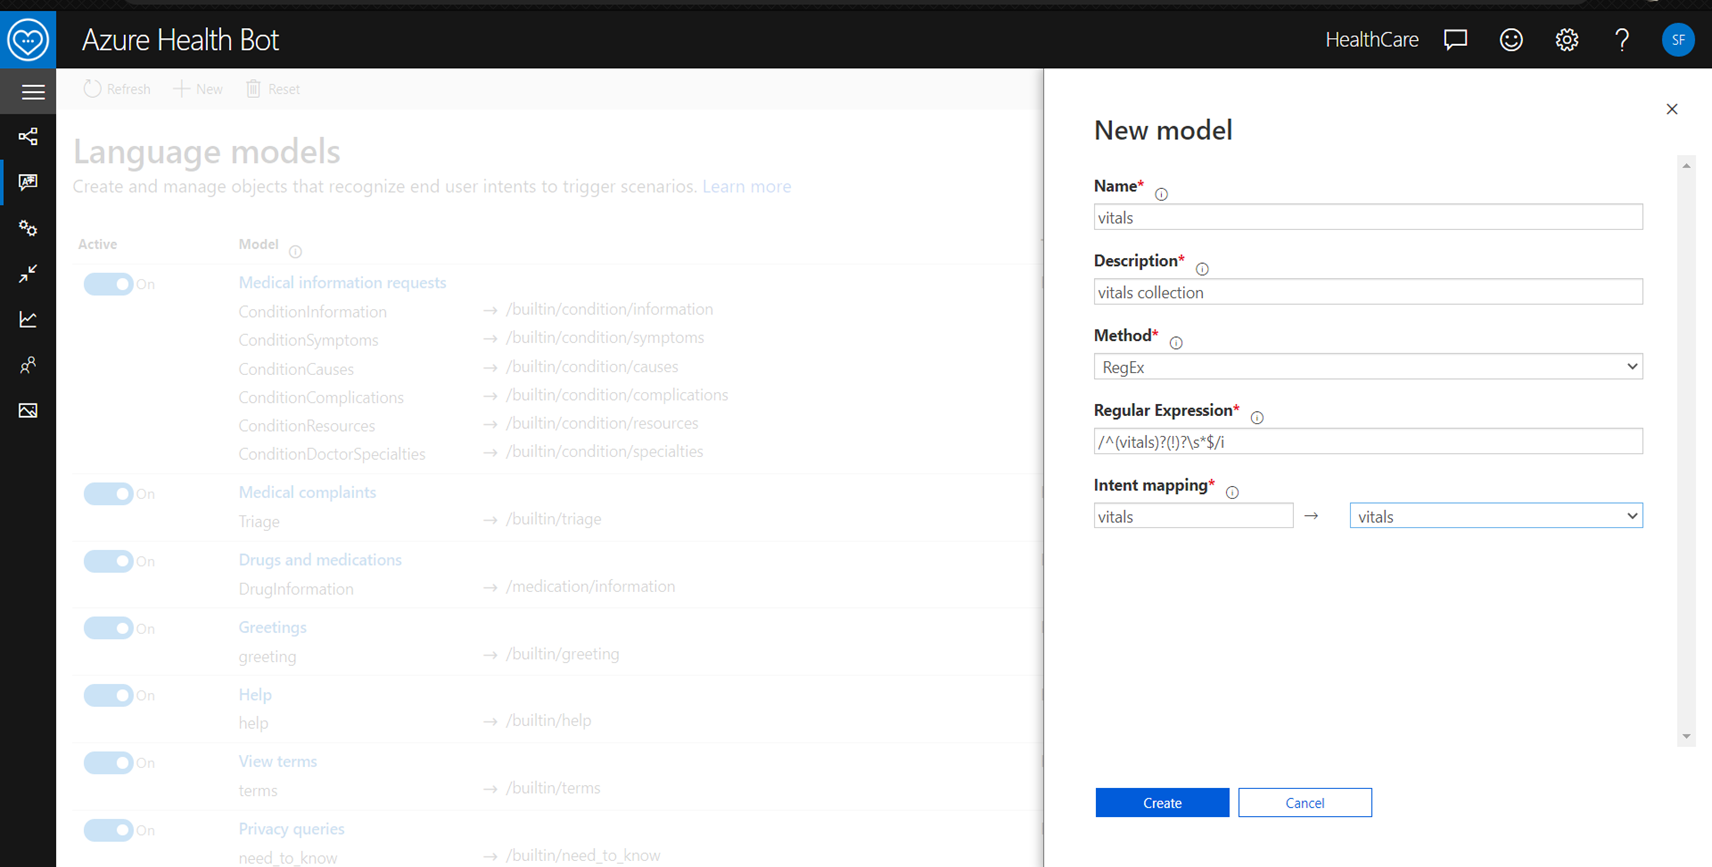 Azure Health Bot
HealthCare
SF
Refresh
New
Reset
Language models
Create and manage objects that recognize end user intents to trigger scenarios. Learn more
Active
Model
On
Medical information requests
ConditionInformation → /builtin/condition/information
ConditionSymptoms → /builtin/condition/symptoms
ConditionCauses → /builtin/condition/causes
ConditionComplications → /builtin/condition/complications
ConditionResources → /builtin/condition/resources
ConditionDoctorSpecialties → /builtin/condition/specialties
On
Medical complaints
Triage → /builtin/triage
On
Drugs and medications
DrugInformation → /medication/information
On
Greetings
greeting → /builtin/greeting
On
Help
help → /builtin/help
On
View terms
terms → /builtin/terms
On
Privacy queries
need_to_know → /builtin/need_to_know
New model
Name*
vitals
Description*
vitals collection
Method*
RegEx
Regular Expression*
/^(vitals)?(!)?\s*$/i
Intent mapping*
vitals → vitals
Create
Cancel